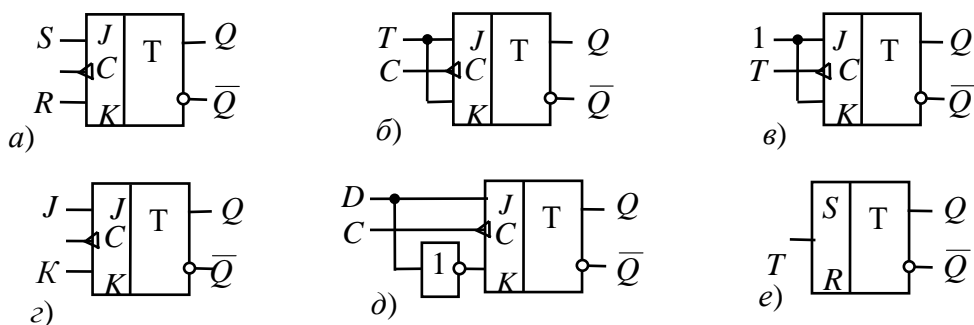 S J T Q
C
R K Q
а)
T J T Q
C C
K Q
б)
1 J T Q
T C
K Q
в)
J J T Q
C
К K Q
г)
D J T Q
C C
1 K Q
д)
S T Q
T R Q
е)